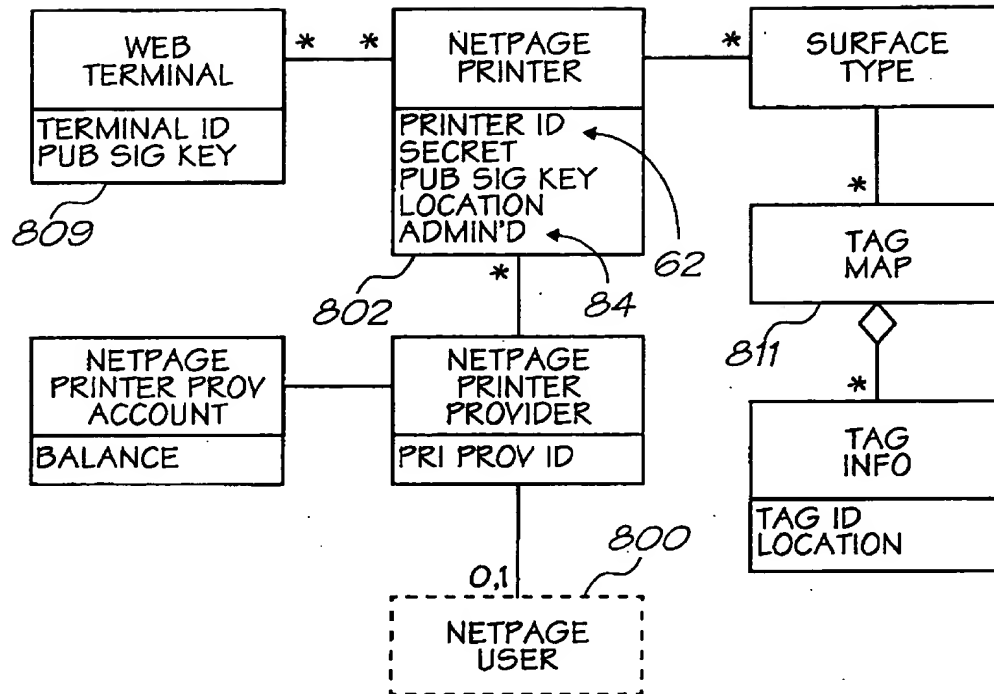 WEB
TERMINAL
TERMINAL ID
PUB SIG KEY
809
*
*
NETPAGE
PRINTER
PRINTER ID
SECRET
PUB SIG KEY
LOCATION
ADMIN'D
62
84
802
*
*
SURFACE
TYPE
*
TAG
MAP
811
*
TAG
INFO
TAG ID
LOCATION
NETPAGE
PRINTER PROV
ACCOUNT
BALANCE
NETPAGE
PRINTER
PROVIDER
PRI PROV ID
0,1
800
NETPAGE
USER